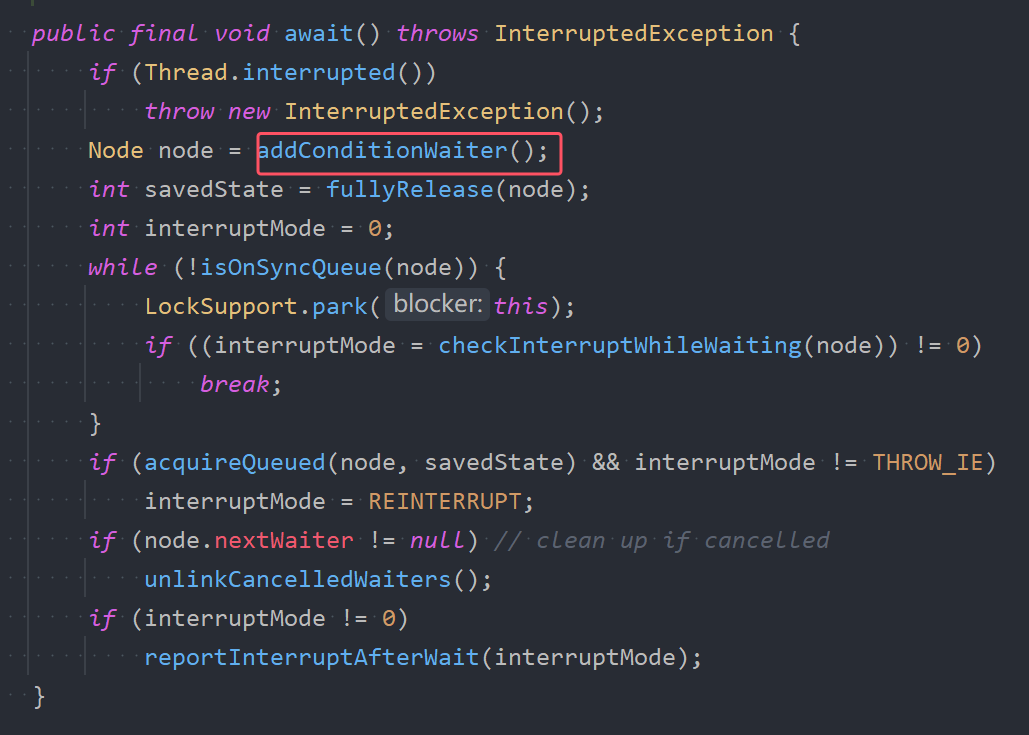 public final void await() throws InterruptedException {
if (Thread.interrupted())
throw new InterruptedException();
Node node = addConditionWaiter();
int savedState = fullyRelease(node);
int interruptMode = 0;
while (!isOnSyncQueue(node)) {
LockSupport.park( blocker: this);
if ((interruptMode = checkInterruptWhileWaiting(node)) != 0)
break;
}
if (acquireQueued(node, savedState) && interruptMode != THROW_IE)
interruptMode = REINTERRUPT;
if (node.nextWaiter != null) // clean up if cancelled
unlinkCancelledWaiters();
if (interruptMode != 0)
reportInterruptAfterWait(interruptMode);
}